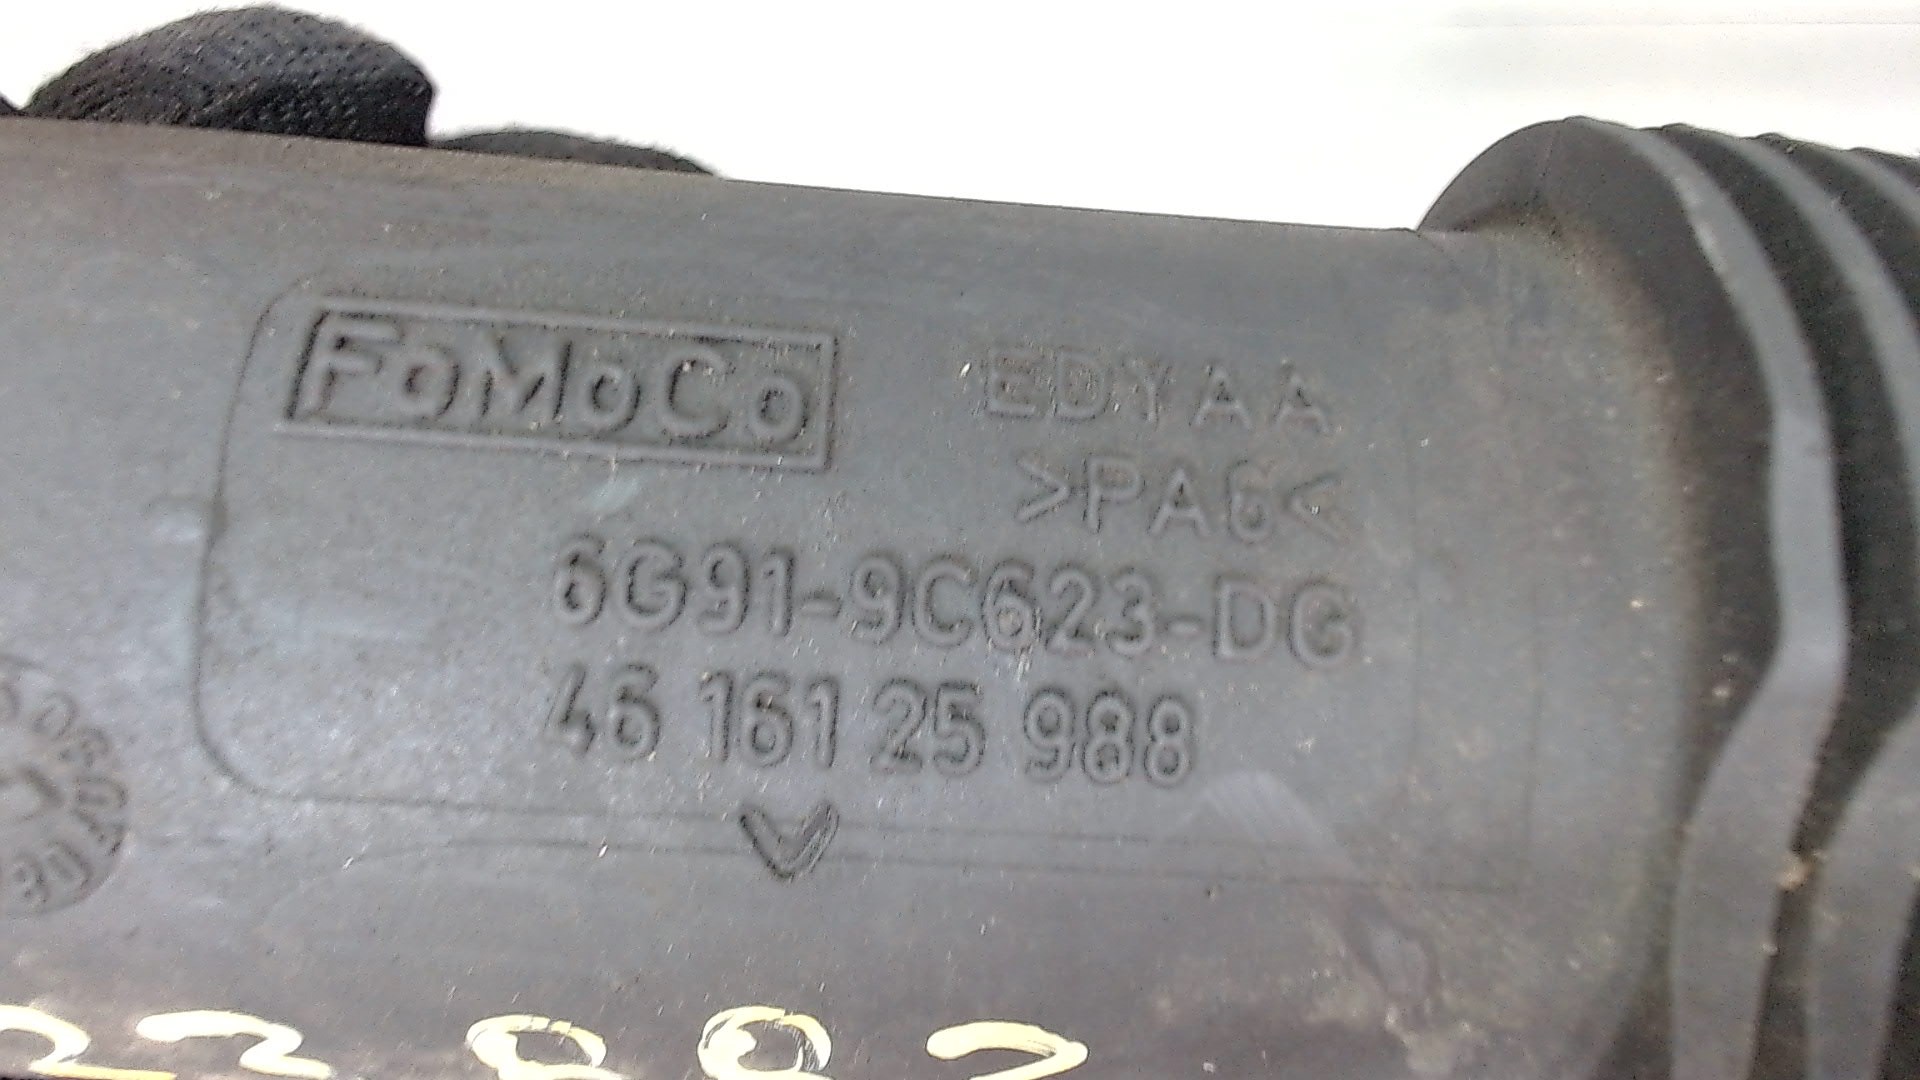 FoMoCo
EDYAA
>PA6<
6G91-9C623-DG
46 161 25 988